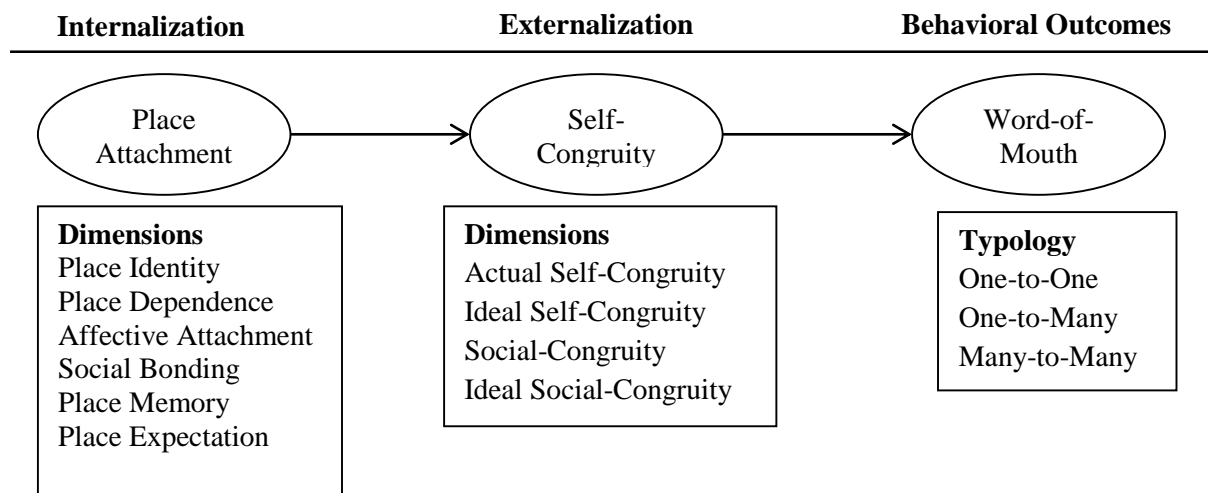 Internalization
Externalization
Behavioral Outcomes
Place
Attachment
Self-
Congruity
Word-of-
Mouth
Dimensions
Place Identity
Place Dependence
Affective Attachment
Social Bonding
Place Memory
Place Expectation
Dimensions
Actual Self-Congruity
Ideal Self-Congruity
Social-Congruity
Ideal Social-Congruity
Typology
One-to-One
One-to-Many
Many-to-Many